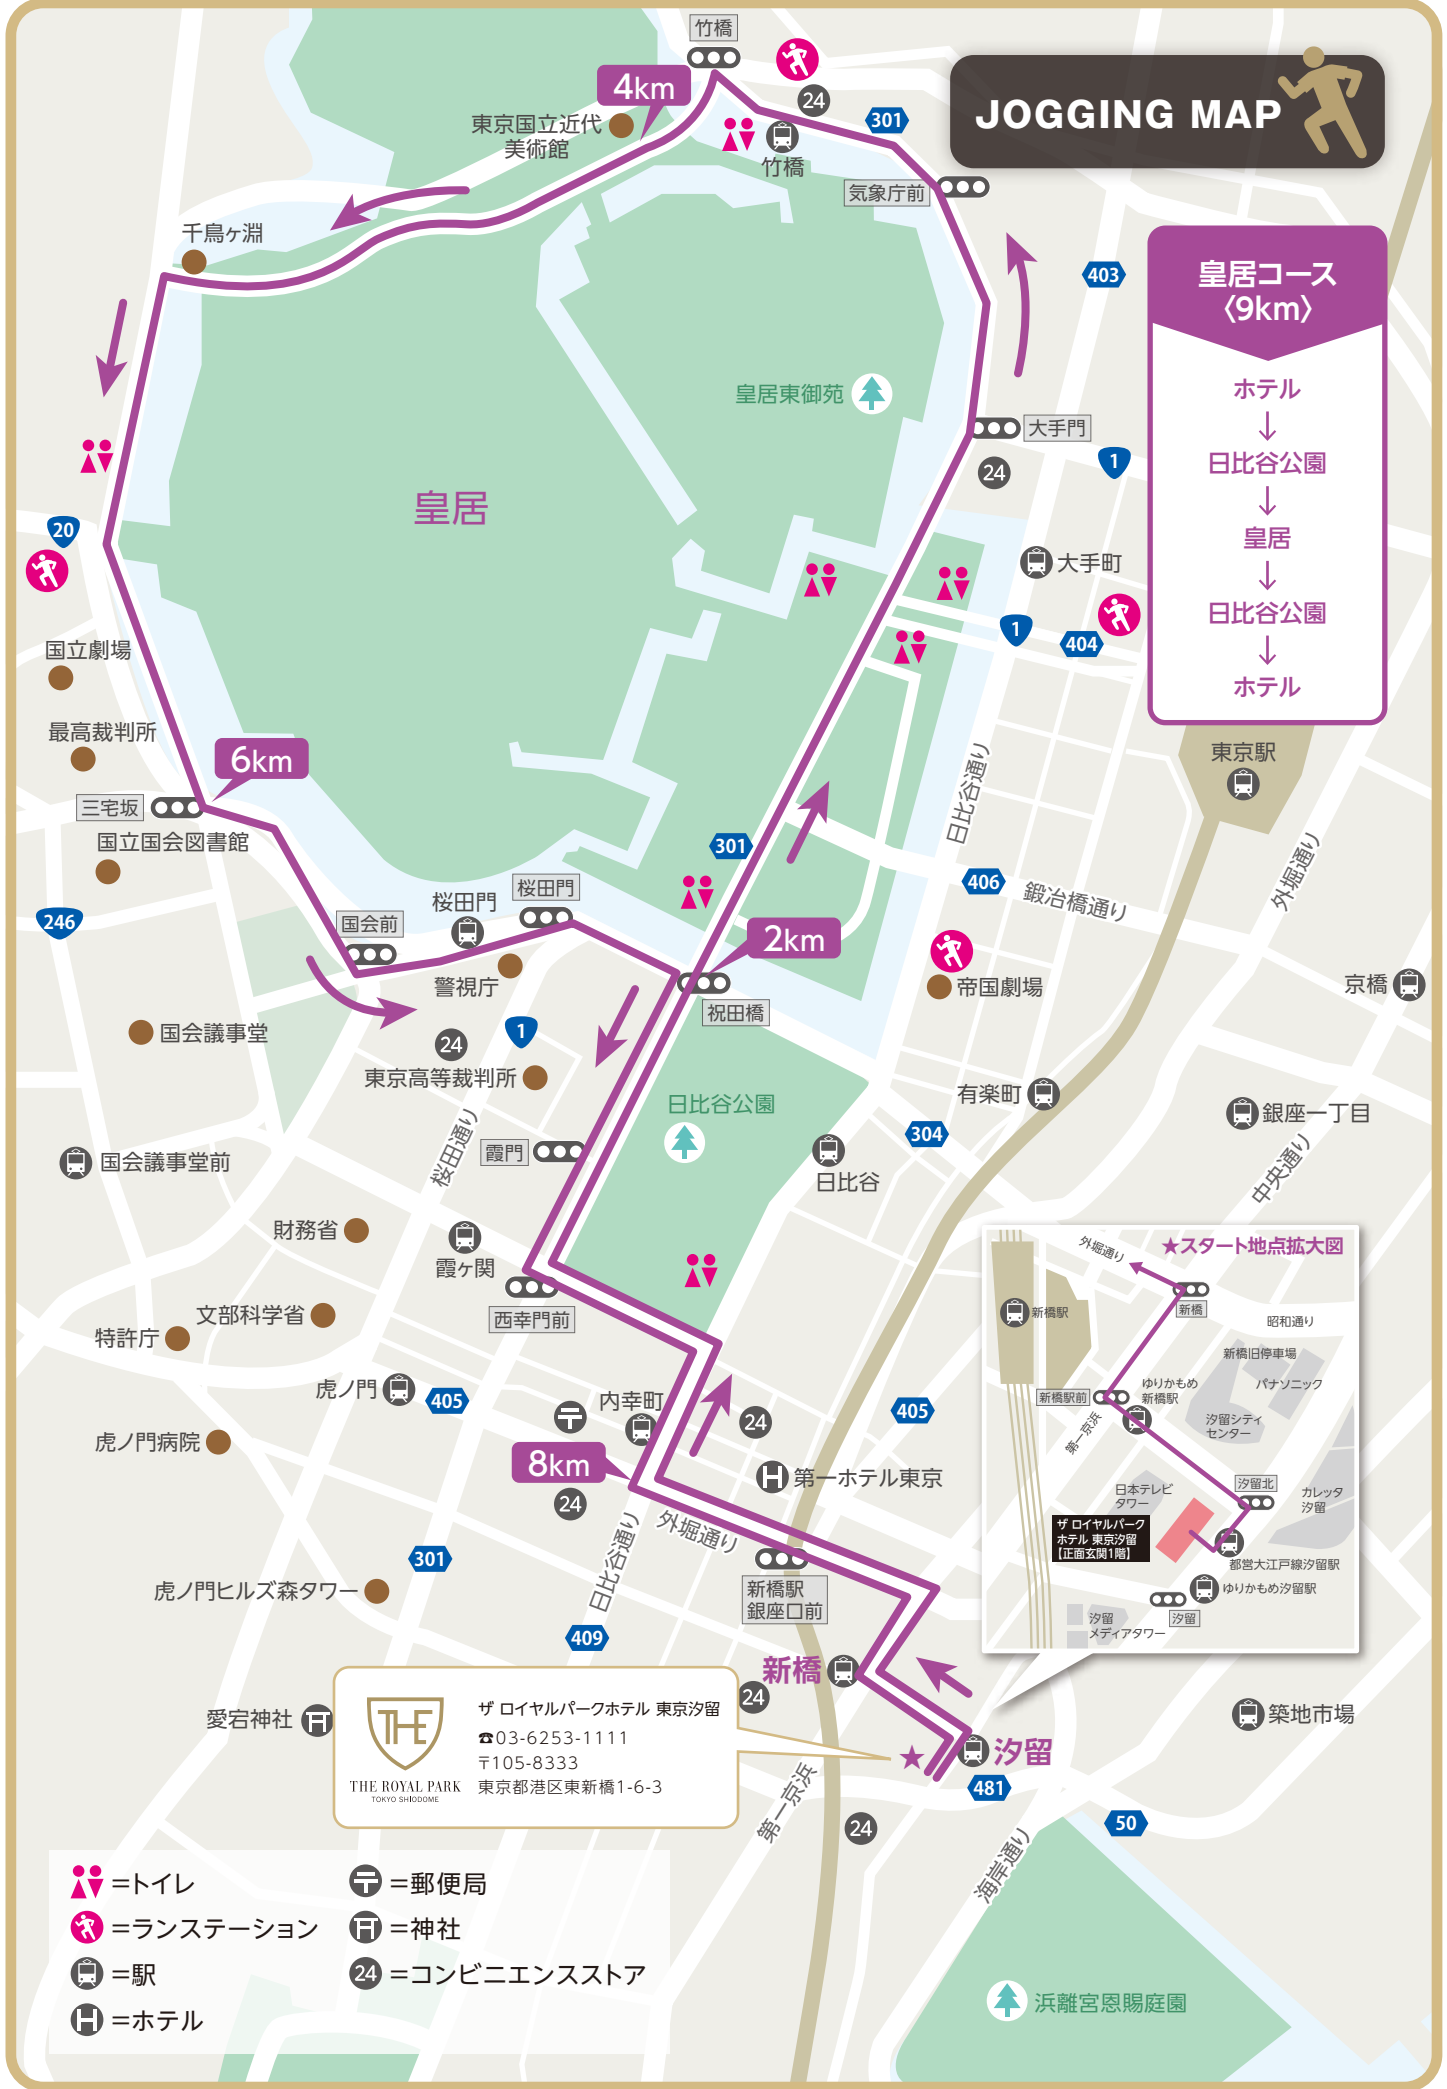 竹橋
4km
東京国立近代
美術館
24
竹橋
301
JOGGING MAP
気象庁前
千鳥ヶ淵
403
皇居コース
〈9km〉
ホテル
↓
日比谷公園
↓
皇居
↓
日比谷公園
↓
ホテル
皇居東御苑
大手門
24
1
皇居
20
大手町
1
404
国立劇場
最高裁判所
6km
三宅坂
国立国会図書館
東京駅
日比谷通り
外堀通り
301
406
鍛冶橋通り
246
桜田門
桜田門
国会前
2km
警視庁
祝田橋
帝国劇場
京橋
国会議事堂
24
1
東京高等裁判所
日比谷公園
有楽町
304
銀座一丁目
桜田通り
霞門
国会議事堂前
日比谷
中央通り
財務省
霞ヶ関
西幸門前
文部科学省
特許庁
虎ノ門
405
内幸町
24
405
虎ノ門病院
8km
24
第一ホテル東京
外堀通り
日比谷通り
301
新橋駅
銀座口前
虎ノ門ヒルズ森タワー
409
新橋
24
愛宕神社
汐留
481
築地市場
50
第一京浜
24
海岸通り
浜離宮恩賜庭園
★スタート地点拡大図
外堀通り
新橋駅
新橋
昭和通り
新橋旧停車場
パナソニック
ゆりかもめ
新橋駅
新橋駅前
第一京浜
汐留シティ
センター
日本テレビ
タワー
汐留北
カレッタ
汐留
ザ ロイヤルパーク
ホテル 東京汐留
【正面玄関1階】
都営大江戸線汐留駅
ゆりかもめ汐留駅
汐留
汐留
メディアタワー
THE
THE ROYAL PARK
TOKYO SHIODOME
ザ ロイヤルパークホテル 東京汐留
☎03-6253-1111
〒105-8333
東京都港区東新橋1-6-3
=トイレ
=ランステーション
=駅
H =ホテル
〒 =郵便局
=神社
24 =コンビニエンスストア